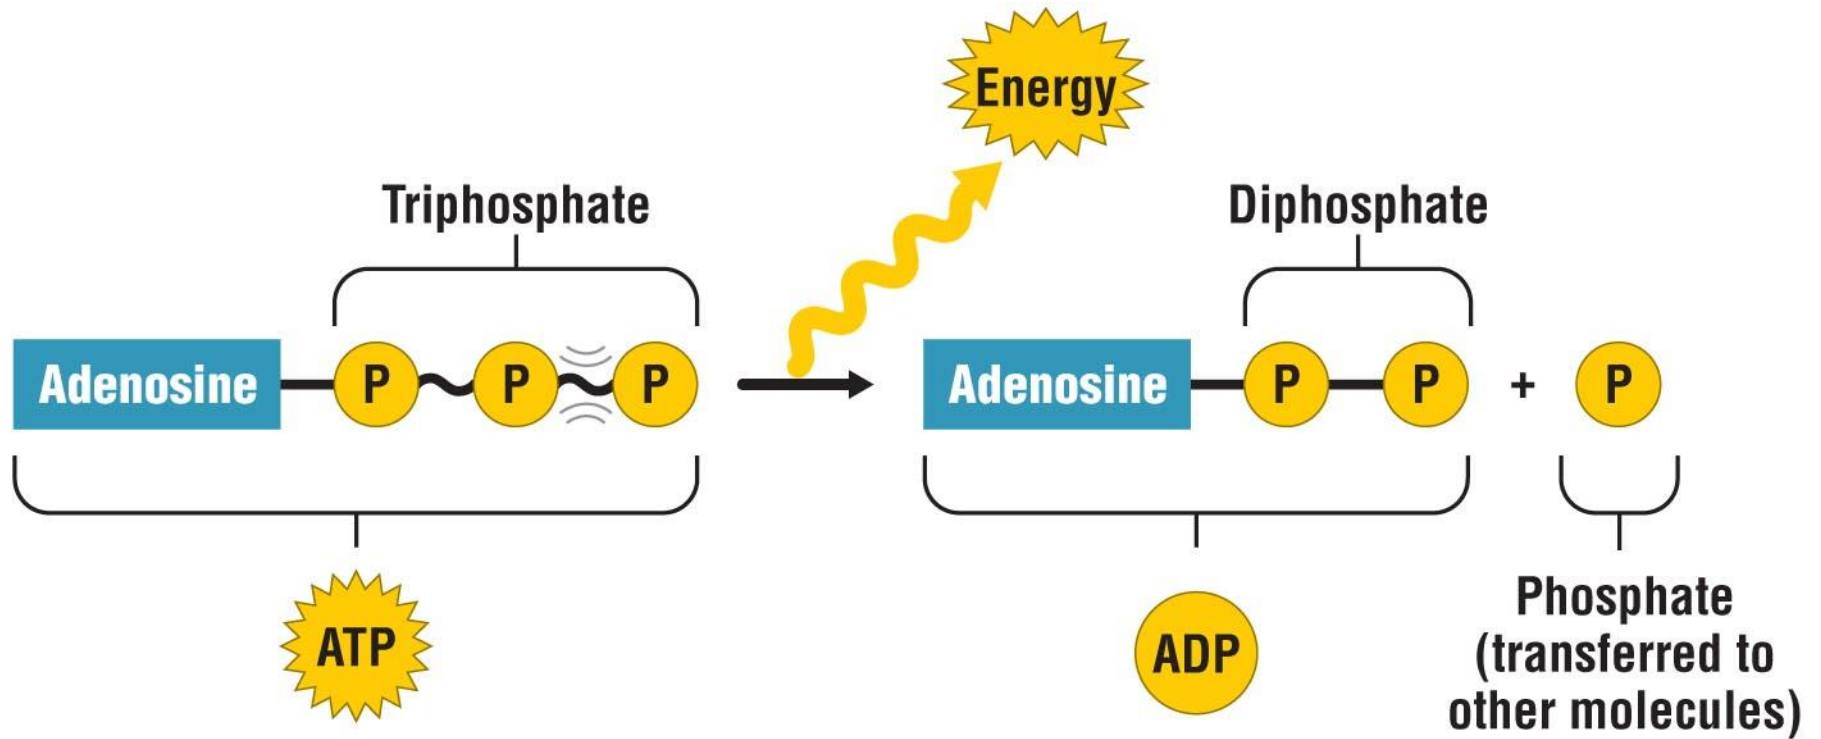 Energy
Triphosphate
Diphosphate
Adenosine P P P
Adenosine P P + P
ATP
ADP
Phosphate
(transferred to
other molecules)